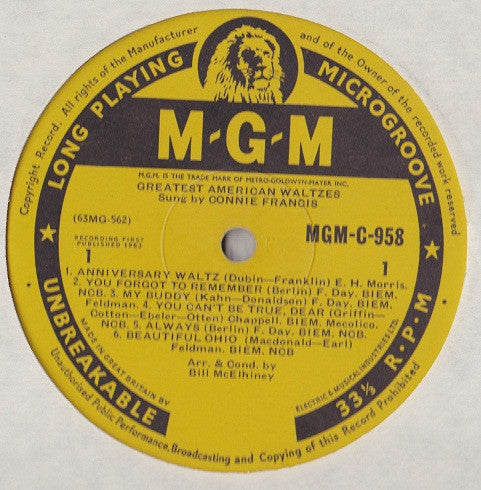 Copyright Record. All rights of the Manufacturer and of the Owner of the recorded work reserved
LONG PLAYING MICROGROOVE
M-G-M
M.G.M. IS THE TRADE MARK OF METRO-GOLDWYN-MAYER INC.
GREATEST AMERICAN WALTZES
Sung by CONNIE FRANCIS
(63MG-562)
MGM-C-958
RECORDING FIRST
PUBLISHED 1963
1
1
1. ANNIVERSARY WALTZ (Dubin–Franklin) E. H. Morris.
2. YOU FORGOT TO REMEMBER (Berlin) F. Day. BIEM.
NCB. 3. MY BUDDY (Kahn–Donaldson) F. Day. BIEM.
Feldman. 4. YOU CAN'T BE TRUE, DEAR (Griffin–
Cotton–Ebeler–Otten) Chappell. BIEM. Mecolico.
NCB. 5. ALWAYS (Berlin) F. Day. BIEM. NCB.
6. BEAUTIFUL OHIO (Macdonald–Earl)
Feldman. BIEM. NCB
Arr. & Cond. by
Bill McElhiney
MADE IN GREAT BRITAIN BY
ELECTRIC & MUSICAL INDUSTRIES LTD.
UNBREAKABLE
33⅓ R·P·M
Unauthorised Public Performance, Broadcasting and Copying of this Record Prohibited